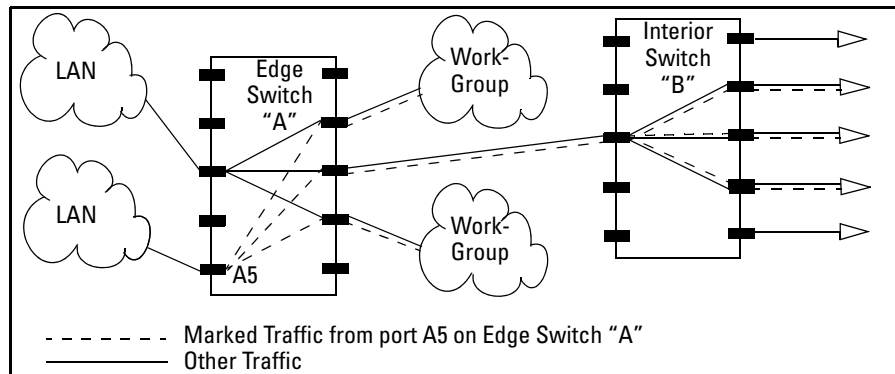 LAN
Edge
Switch
“A”
Work-
Group
Interior
Switch
“B”
LAN
A5
Work-
Group
Marked Traffic from port A5 on Edge Switch “A”
Other Traffic